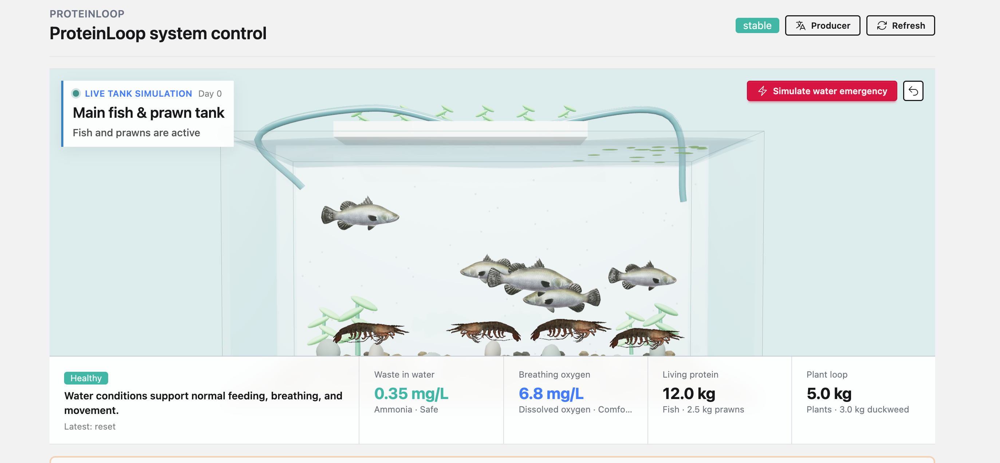 PROTEINLOOP
ProteinLoop system control
stable
Producer
Refresh
LIVE TANK SIMULATION Day 0
Main fish & prawn tank
Fish and prawns are active
Simulate water emergency
Healthy
Water conditions support normal feeding, breathing, and
movement.
Latest: reset
Waste in water
0.35 mg/L
Ammonia · Safe
Breathing oxygen
6.8 mg/L
Dissolved oxygen · Comfo...
Living protein
12.0 kg
Fish · 2.5 kg prawns
Plant loop
5.0 kg
Plants · 3.0 kg duckweed